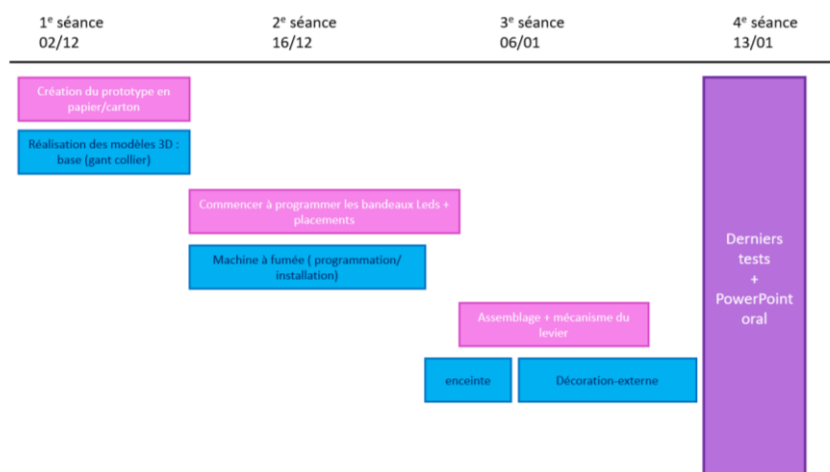 1e séance
02/12
2e séance
16/12
3e séance
06/01
4e séance
13/01
Création du prototype en
papier/carton
Réalisation des modèles 3D :
base (gant collier)
Commencer à programmer les bandeaux Leds +
placements
Machine à fumée ( programmation/
installation)
Assemblage + mécanisme du
levier
enceinte
Décoration-externe
Derniers
tests
+
PowerPoint
oral